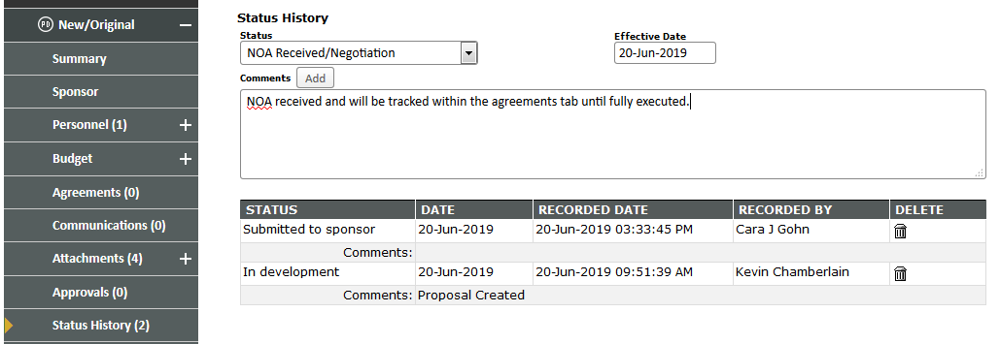 PD New/Original
Summary
Sponsor
Personnel (1)
Budget
Agreements (0)
Communications (0)
Attachments (4)
Approvals (0)
Status History (2)
Status History
Status Effective Date
NOA Received/Negotiation 20-Jun-2019
Comments Add
NOA received and will be tracked within the agreements tab until fully executed.
STATUS DATE RECORDED DATE RECORDED BY DELETE
Submitted to sponsor 20-Jun-2019 20-Jun-2019 03:33:45 PM Cara J Gohn
Comments:
In development 20-Jun-2019 20-Jun-2019 09:51:39 AM Kevin Chamberlain
Comments: Proposal Created